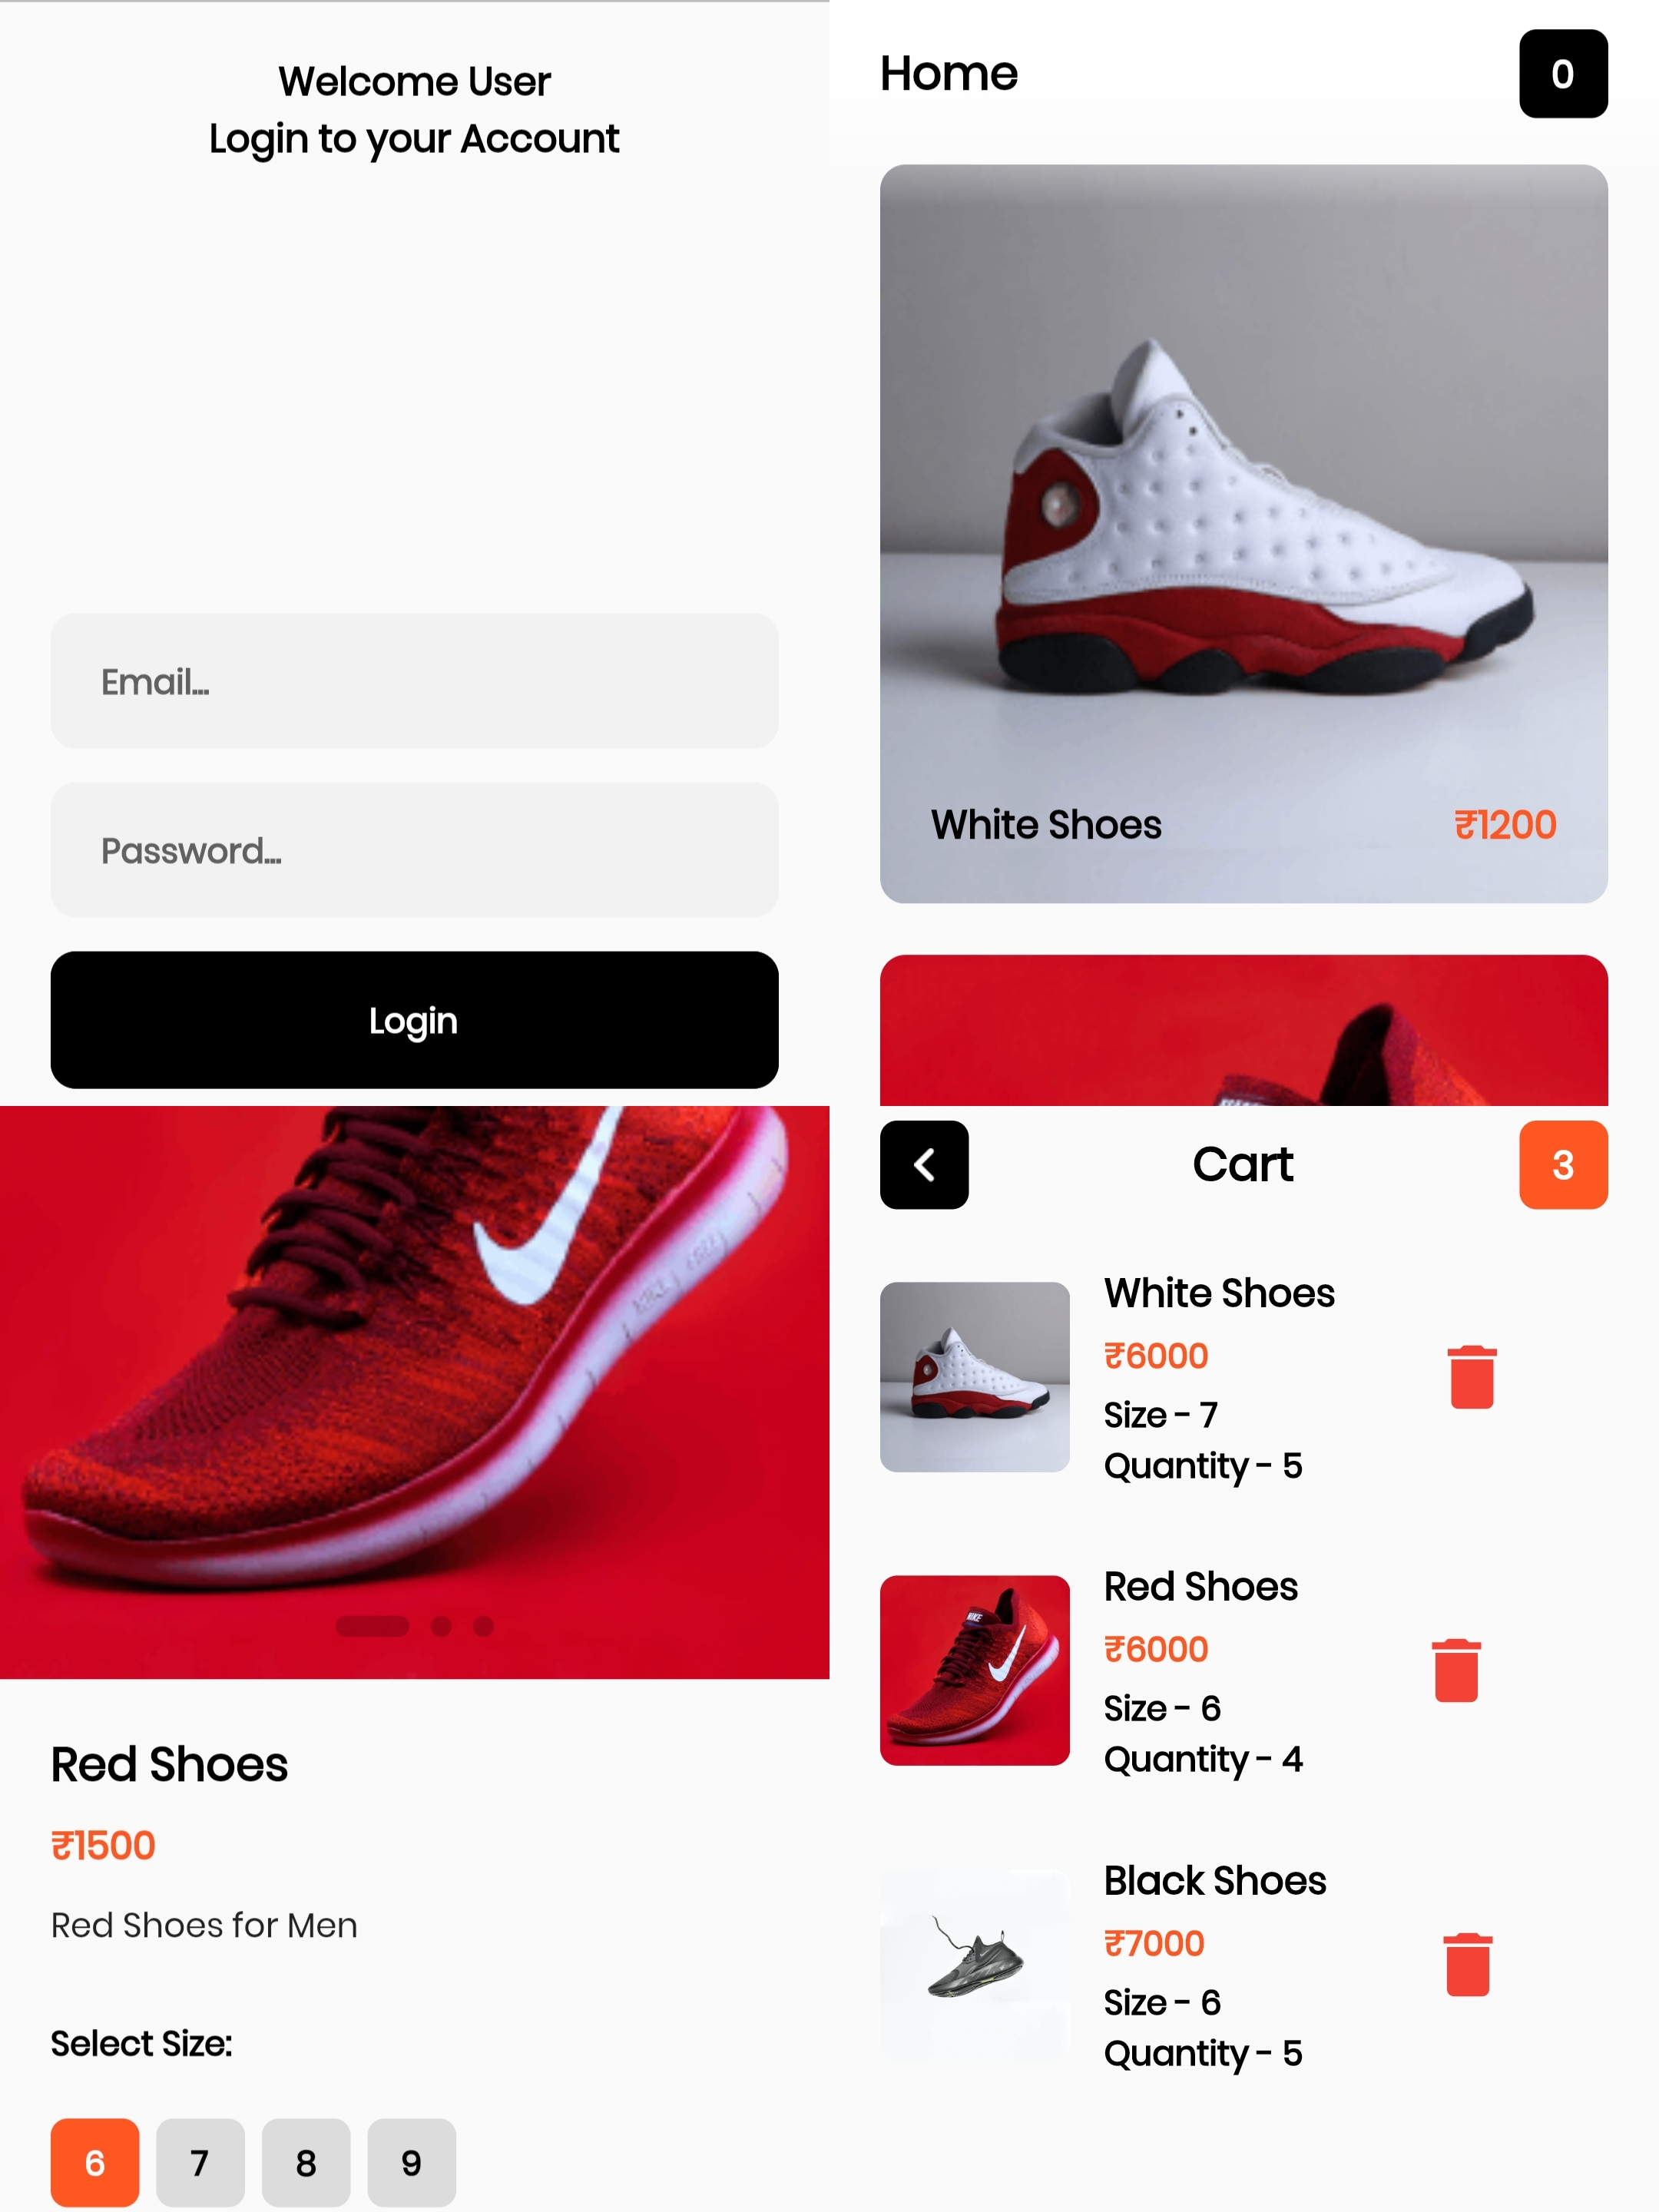 Welcome User
Login to your Account
Email...
Password...
Login
Home
0
White Shoes
₹1200
Red Shoes
₹1500
Red Shoes for Men
Select Size:
6 7 8 9
Cart
3
White Shoes
₹6000
Size - 7
Quantity - 5
NIKE
Red Shoes
₹6000
Size - 6
Quantity - 4
Black Shoes
₹7000
Size - 6
Quantity - 5